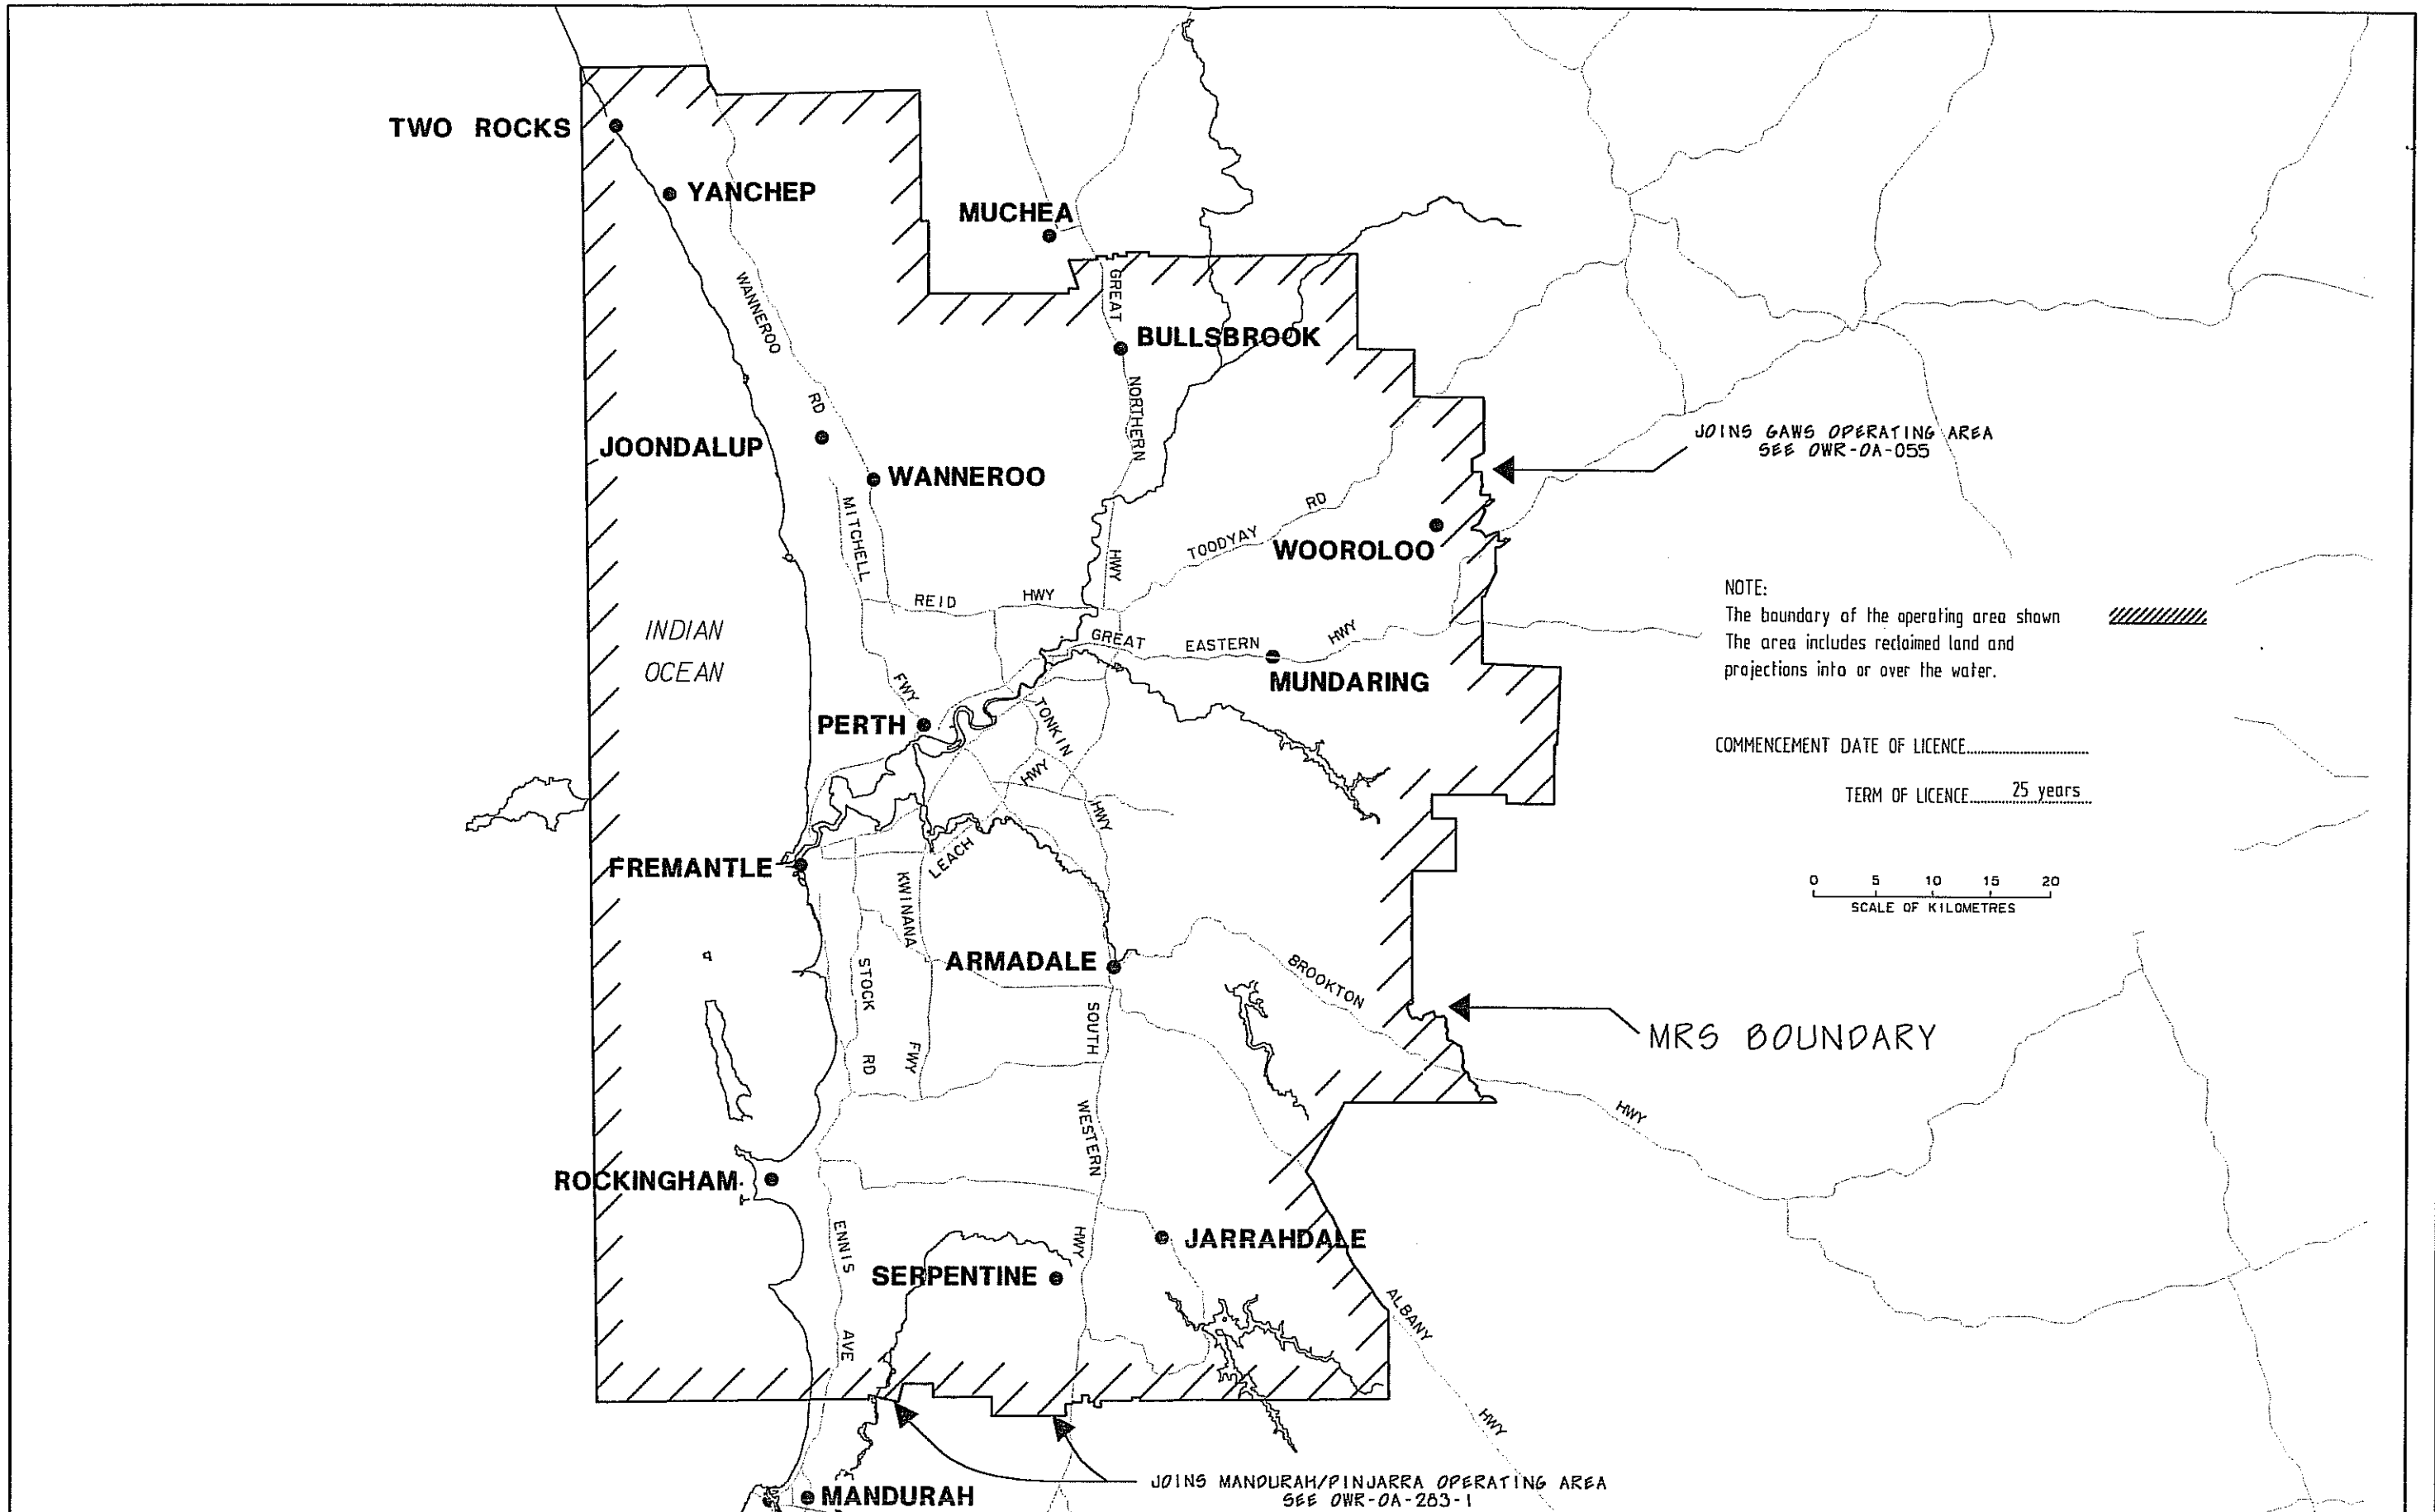 TWO ROCKS
YANCHEP
MUCHEA
WANNEROO
RD
GREAT
NORTHERN
HWY
BULLSBROOK
JOONDALUP
WANNEROO
MITCHELL
FWY
JOINS GAWS OPERATING AREA
SEE OWR-OA-055
TOODYAY RD
WOOROLOO
REID HWY
INDIAN
OCEAN
GREAT EASTERN HWY
MUNDARING
NOTE:
The boundary of the operating area shown
The area includes reclaimed land and
projections into or over the water.
PERTH
TONKIN
HWY
HWY
COMMENCEMENT DATE OF LICENCE..........................
TERM OF LICENCE.........25 years...
FREMANTLE
LEACH
KWINANA
FWY
0 5 10 15 20
SCALE OF KILOMETRES
STOCK
RD
ARMADALE
BROOKTON
HWY
SOUTH
WESTERN
HWY
MRS BOUNDARY
ROCKINGHAM
ENNIS
AVE
JARRAHDALE
SERPENTINE
ALBANY
HWY
JOINS MANDURAH/PINJARRA OPERATING AREA
SEE OWR-OA-283-1
MANDURAH